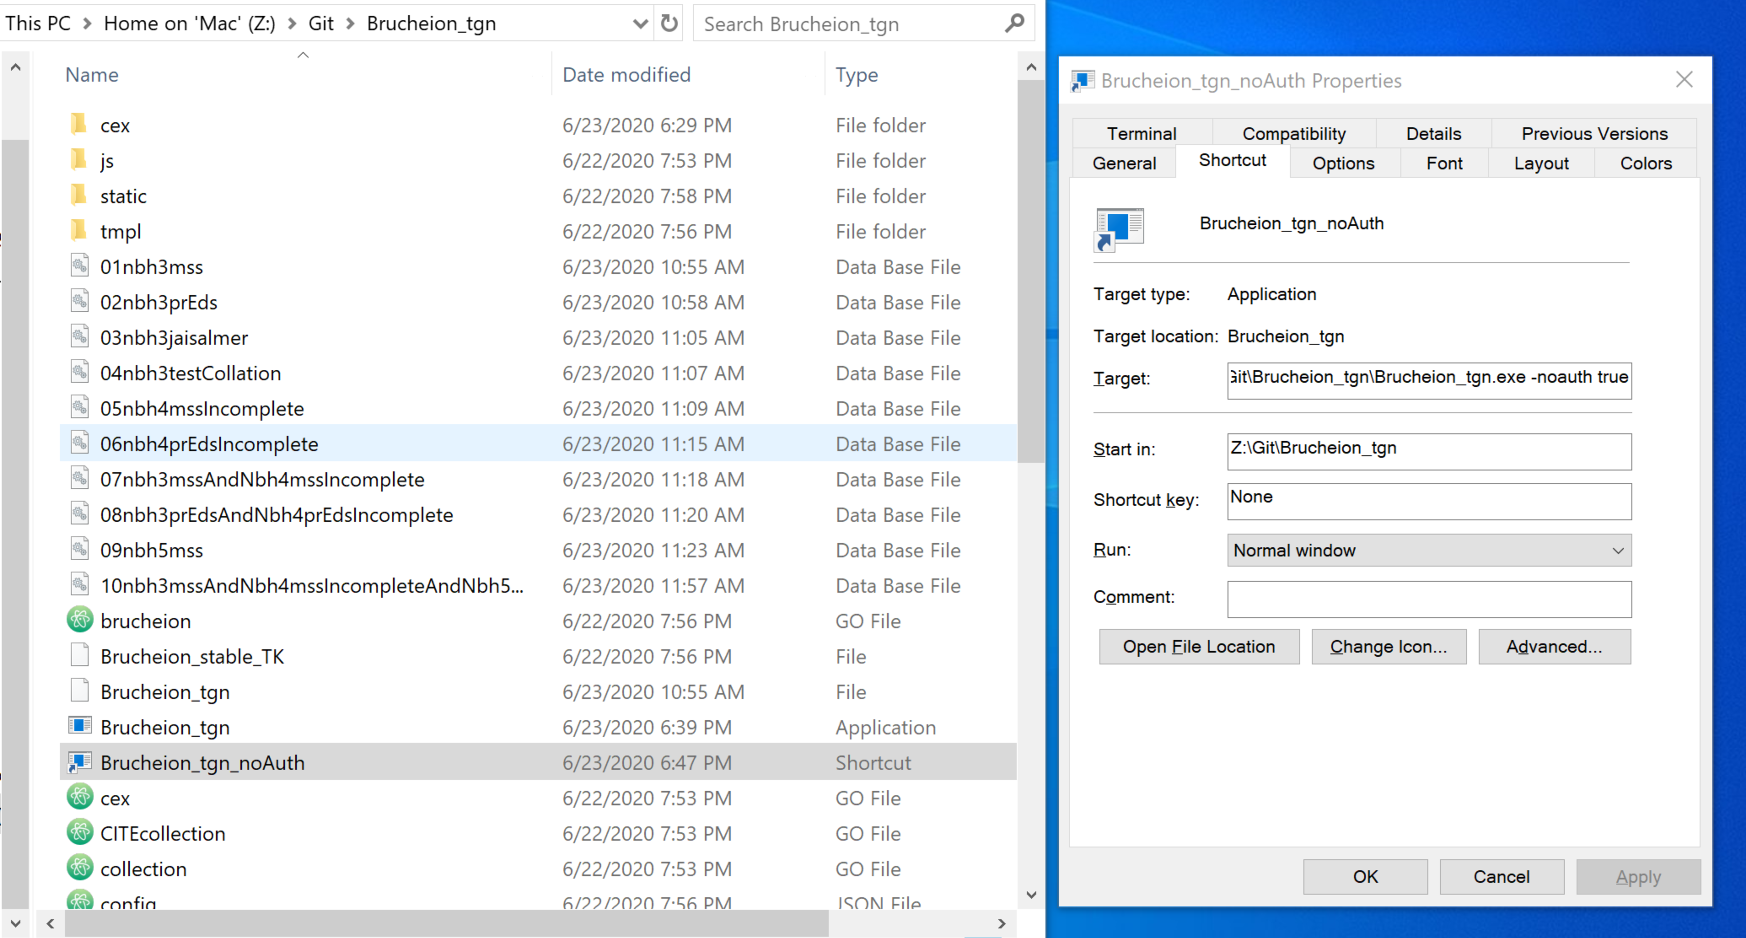 This PC > Home on 'Mac' (Z:) > Git > Brucheion_tgn
Search Brucheion_tgn
Name Date modified Type
cex 6/23/2020 6:29 PM File folder
js 6/22/2020 7:53 PM File folder
static 6/22/2020 7:58 PM File folder
tmpl 6/22/2020 7:56 PM File folder
01nbh3mss 6/23/2020 10:55 AM Data Base File
02nbh3prEds 6/23/2020 10:58 AM Data Base File
03nbh3jaisalmer 6/23/2020 11:05 AM Data Base File
04nbh3testCollation 6/23/2020 11:07 AM Data Base File
05nbh4mssIncomplete 6/23/2020 11:09 AM Data Base File
06nbh4prEdsIncomplete 6/23/2020 11:15 AM Data Base File
07nbh3mssAndNbh4mssIncomplete 6/23/2020 11:18 AM Data Base File
08nbh3prEdsAndNbh4prEdsIncomplete 6/23/2020 11:20 AM Data Base File
09nbh5mss 6/23/2020 11:23 AM Data Base File
10nbh3mssAndNbh4mssIncompleteAndNbh5... 6/23/2020 11:57 AM Data Base File
brucheion 6/22/2020 7:56 PM GO File
Brucheion_stable_TK 6/22/2020 7:56 PM File
Brucheion_tgn 6/23/2020 10:55 AM File
Brucheion_tgn 6/23/2020 6:39 PM Application
Brucheion_tgn_noAuth 6/23/2020 6:47 PM Shortcut
cex 6/22/2020 7:53 PM GO File
CITEcollection 6/22/2020 7:53 PM GO File
collection 6/22/2020 7:53 PM GO File
config 6/22/2020 7:56 PM JSON File
Brucheion_tgn_noAuth Properties
Terminal Compatibility Details Previous Versions
General Shortcut Options Font Layout Colors
Brucheion_tgn_noAuth
Target type: Application
Target location: Brucheion_tgn
Target: Git\Brucheion_tgn\Brucheion_tgn.exe -noauth true
Start in: Z:\Git\Brucheion_tgn
Shortcut key: None
Run: Normal window
Comment:
Open File Location Change Icon... Advanced...
OK Cancel Apply